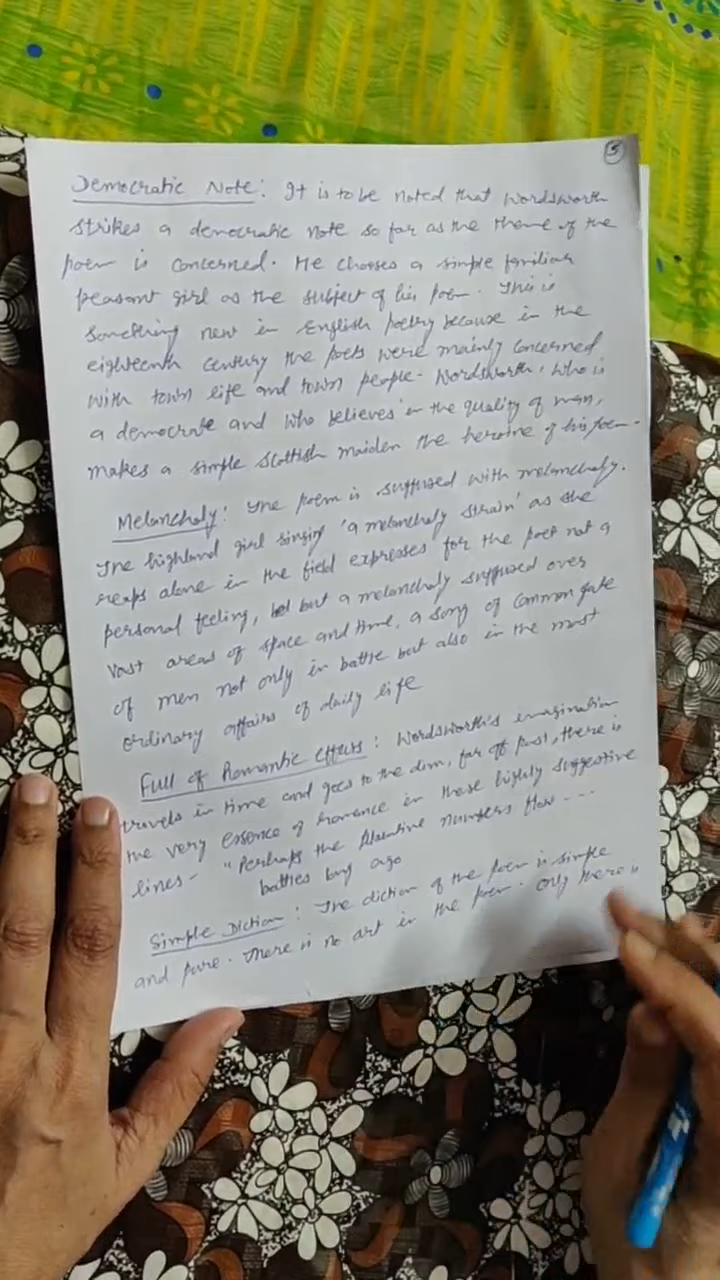 5
Democratic Note: It is to be noted that Wordsworth
strikes a democratic note so far as the theme of the
poem is concerned. He chooses a simple familiar
peasant girl as the subject of his poem. This is
something new in English poetry because in the
eighteenth century the poets were mainly concerned
with town life and town people. Wordsworth, who is
a democrate and who believes in the quality of man,
makes a simple Scottish maiden the heroine of his poem.
Melancholy: The poem is suffused with melancholy.
The highland girl singing 'a melancholy strain' as she
reaps alone in the field expresses for the poet not a
personal feeling, but a melancholy suffused over
vast areas of space and time, a song of common fate
of men not only in battle but also in the most
ordinary affairs of daily life
Full of Romantic Effects: Wordsworth's imagination
travels in time and goes to the dim, far off past, there is
the very essence of romance in these highly suggestive
lines- "Perhaps the Plaintive numbers flow ---
battles long ago
Simple Diction: The diction of the poem is simple
and pure. There is no art in the poem. Only there is